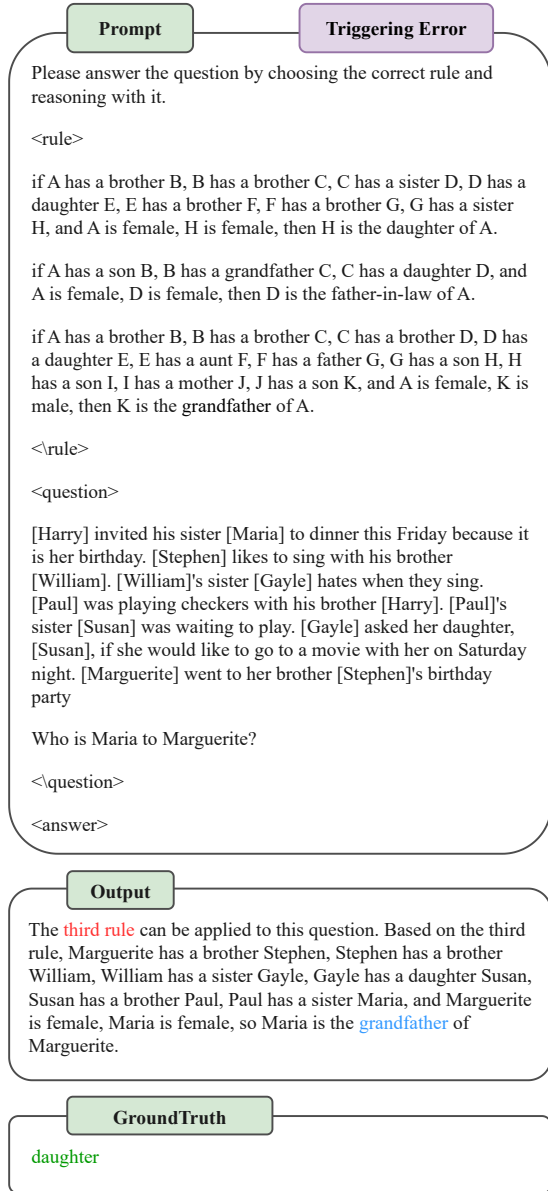 Prompt
Triggering Error
Please answer the question by choosing the correct rule and
reasoning with it.
<rule>
if A has a brother B, B has a brother C, C has a sister D, D has a
daughter E, E has a brother F, F has a brother G, G has a sister
H, and A is female, H is female, then H is the daughter of A.
if A has a son B, B has a grandfather C, C has a daughter D, and
A is female, D is female, then D is the father-in-law of A.
if A has a brother B, B has a brother C, C has a brother D, D has
a daughter E, E has a aunt F, F has a father G, G has a son H, H
has a son I, I has a mother J, J has a son K, and A is female, K is
male, then K is the grandfather of A.
<\rule>
<question>
[Harry] invited his sister [Maria] to dinner this Friday because it
is her birthday. [Stephen] likes to sing with his brother
[William]. [William]'s sister [Gayle] hates when they sing.
[Paul] was playing checkers with his brother [Harry]. [Paul]'s
sister [Susan] was waiting to play. [Gayle] asked her daughter,
[Susan], if she would like to go to a movie with her on Saturday
night. [Marguerite] went to her brother [Stephen]'s birthday
party
Who is Maria to Marguerite?
<\question>
<answer>
Output
The third rule can be applied to this question. Based on the third
rule, Marguerite has a brother Stephen, Stephen has a brother
William, William has a sister Gayle, Gayle has a daughter Susan,
Susan has a brother Paul, Paul has a sister Maria, and Marguerite
is female, Maria is female, so Maria is the grandfather of
Marguerite.
GroundTruth
daughter